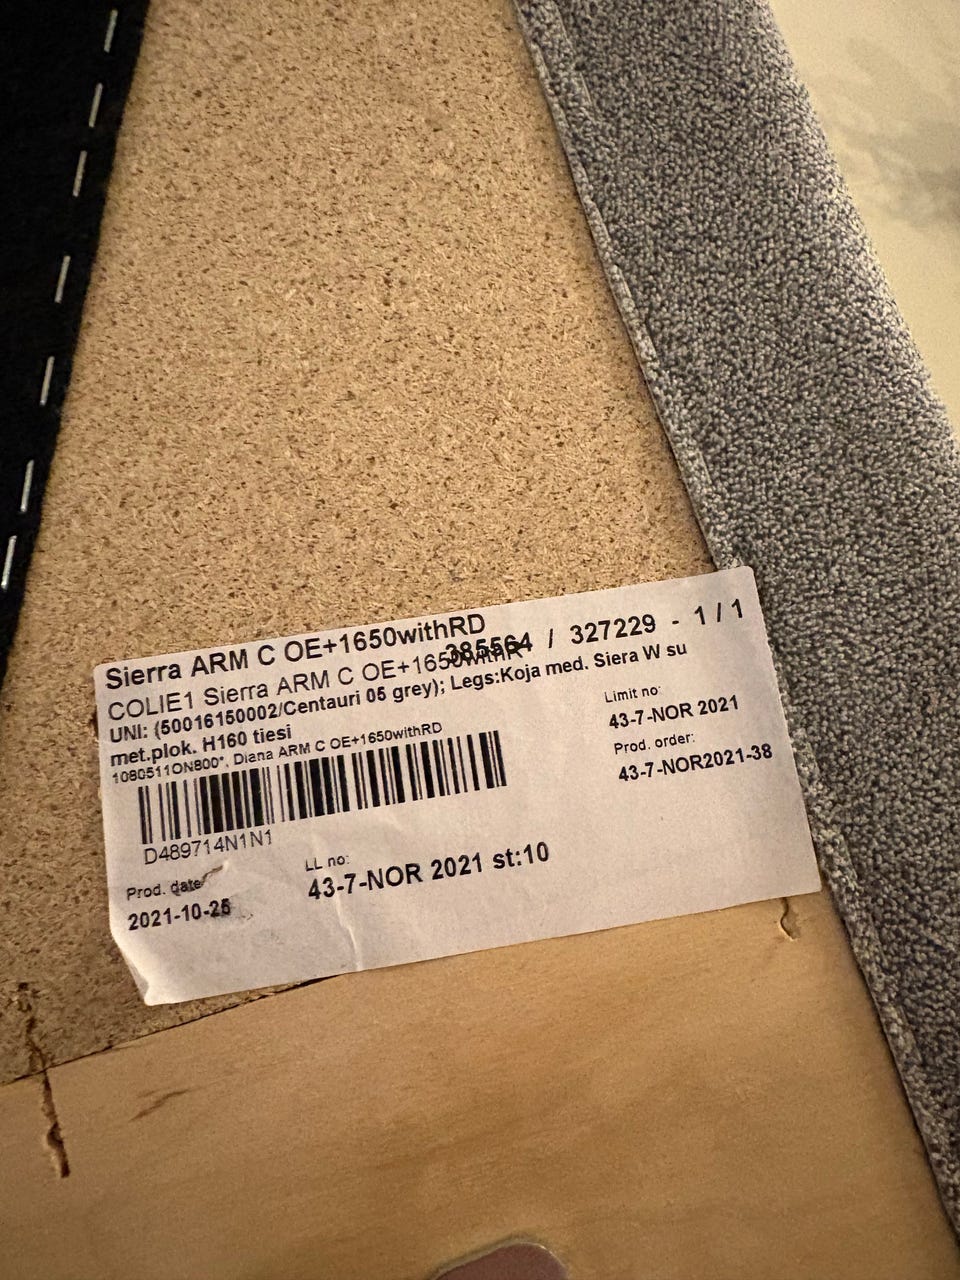 Sierra ARM C OE+1650withRD
385564 / 327229 - 1 / 1
COLIE1 Sierra ARM C OE+1650withR
UNI: (50016150002/Centauri 05 grey); Legs:Koja med. Siera W su
met.plok. H160 tiesi
1080511ON800*, Diana ARM C OE+1650withRD
D489714N1N1
Limit no:
43-7-NOR 2021
Prod. order:
43-7-NOR2021-38
Prod. date
2021-10-25
LL no:
43-7-NOR 2021 st:10